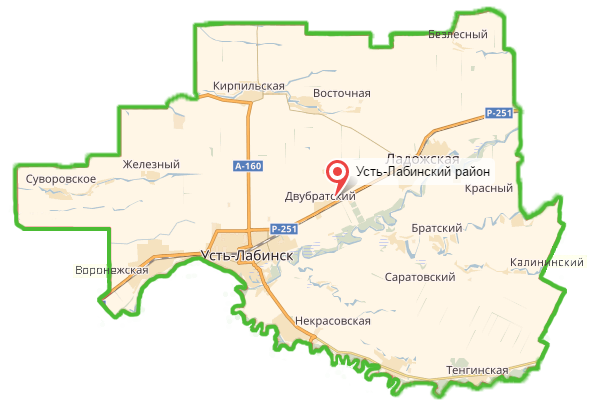 Безлесный
Кирпильская
Восточная
Р-251
Ладожская
Железный
А-160
Усть-Лабинский район
Суворовское
Красный
Двубратский
Р-251
Братский
Усть-Лабинск
Калининский
Воронежская
Саратовский
Некрасовская
Тенгинская